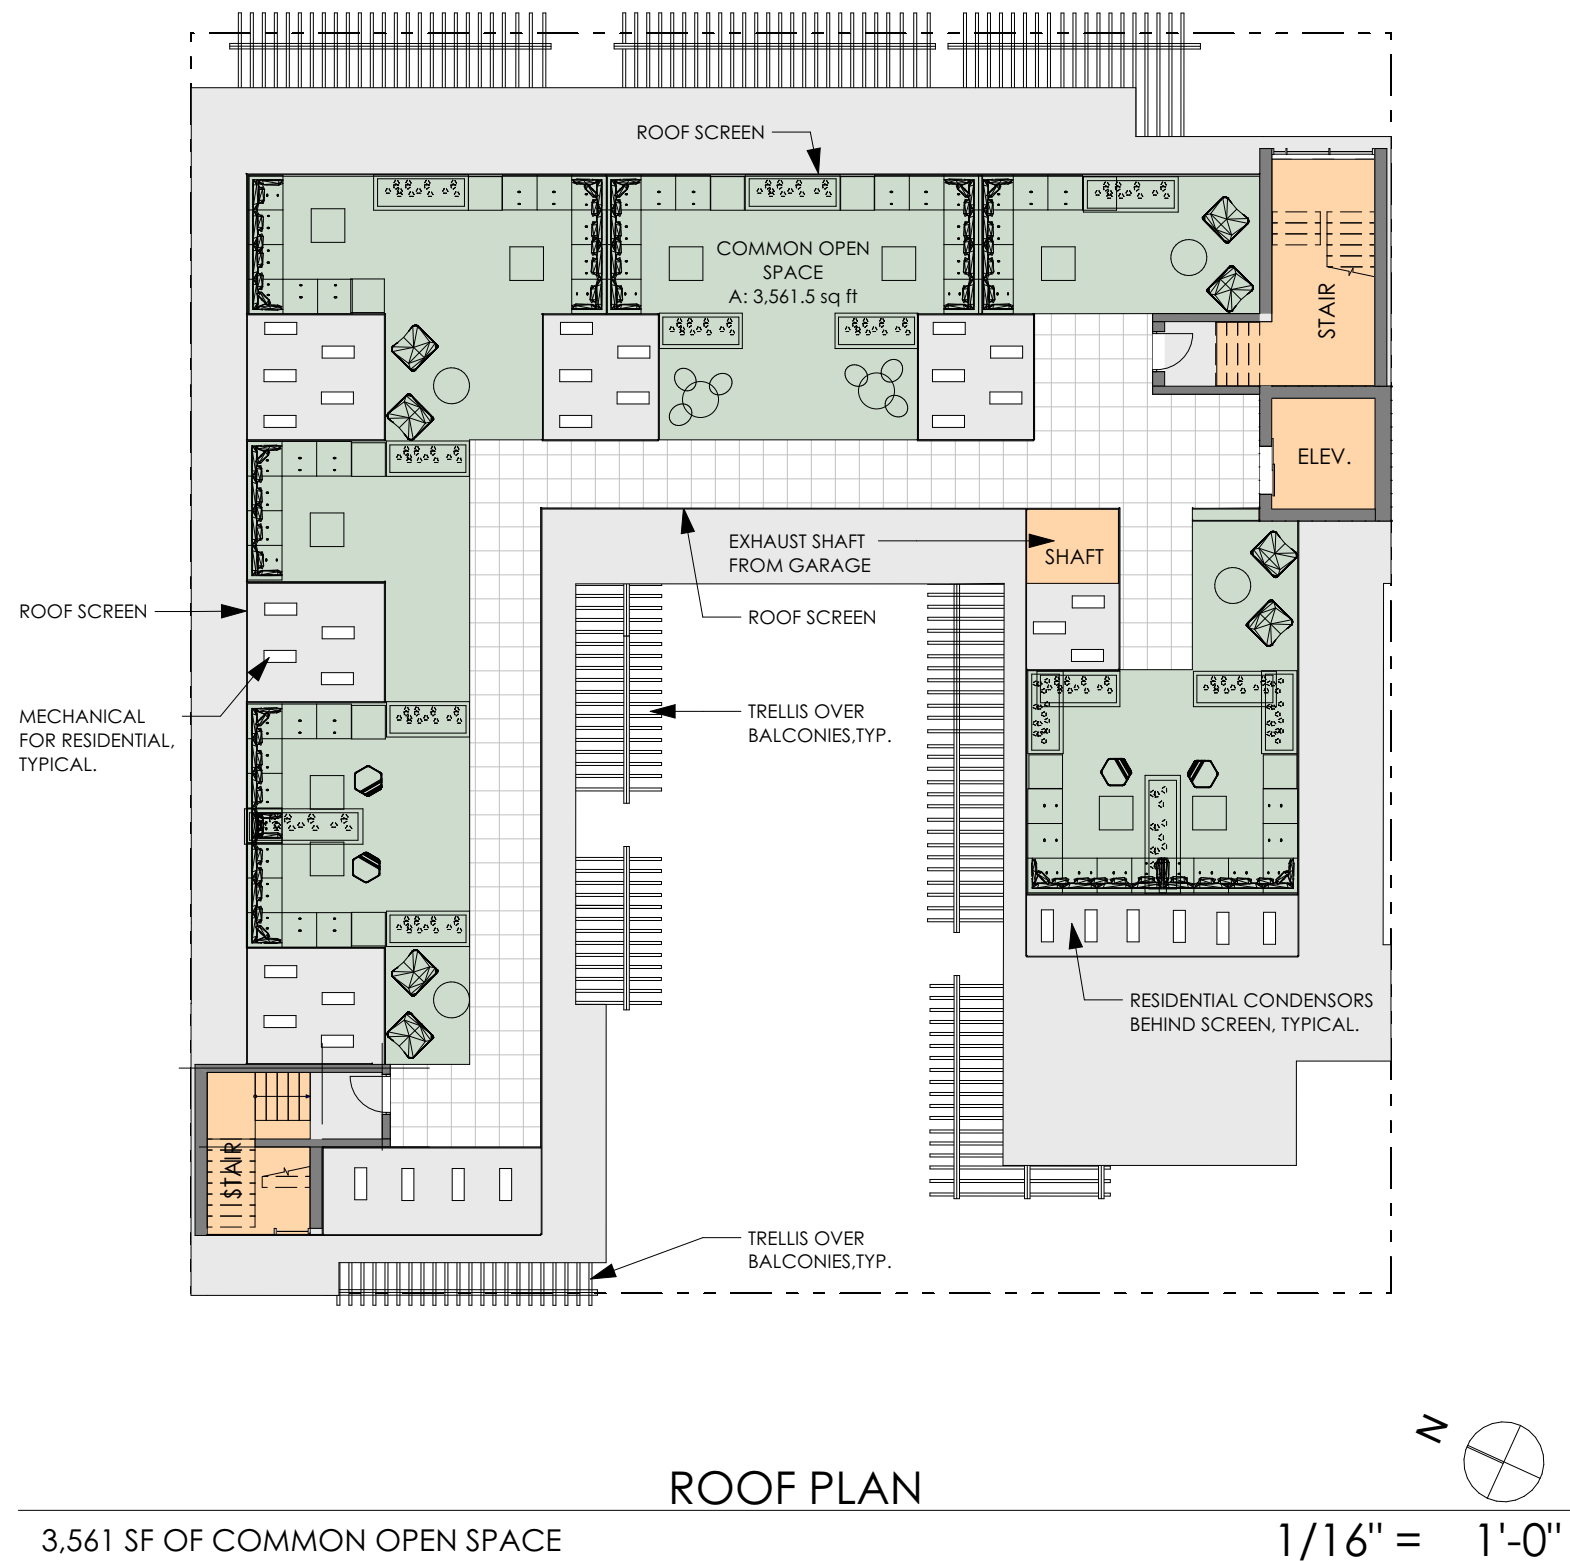 ROOF SCREEN
COMMON OPEN
SPACE
A: 3,561.5 sq ft
STAIR
ELEV.
EXHAUST SHAFT
FROM GARAGE
SHAFT
ROOF SCREEN
ROOF SCREEN
MECHANICAL
FOR RESIDENTIAL,
TYPICAL.
TRELLIS OVER
BALCONIES,TYP.
RESIDENTIAL CONDENSORS
BEHIND SCREEN, TYPICAL.
STAIR
TRELLIS OVER
BALCONIES,TYP.
N
ROOF PLAN
3,561 SF OF COMMON OPEN SPACE
1/16" = 1'-0"